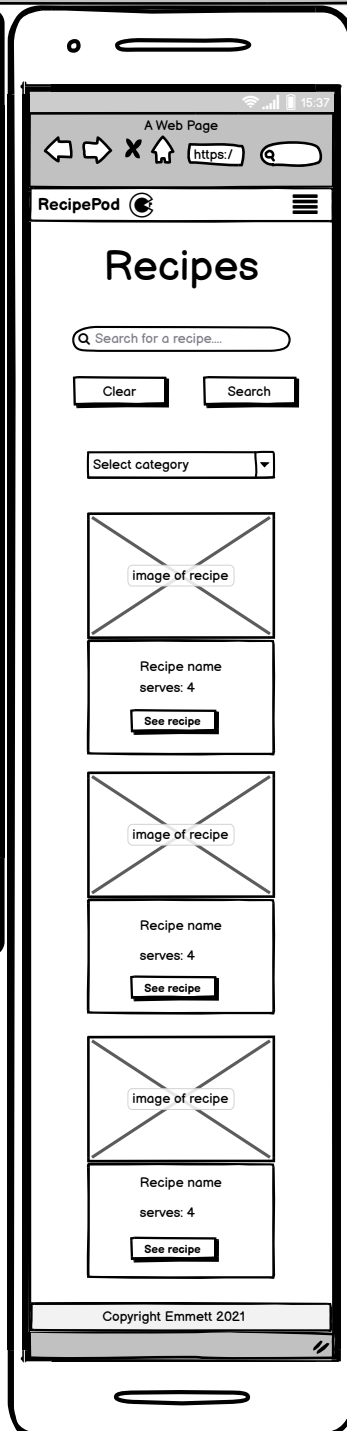 15:37
A Web Page
https:/
RecipePod
Recipes
Search for a recipe....
Clear Search
Select category
image of recipe
Recipe name
serves: 4
See recipe
image of recipe
Recipe name
serves: 4
See recipe
image of recipe
Recipe name
serves: 4
See recipe
Copyright Emmett 2021